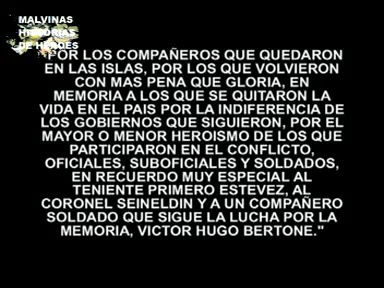 MALVINAS
HISTORIAS
DE HEROES
"POR LOS COMPAÑEROS QUE QUEDARON
EN LAS ISLAS, POR LOS QUE VOLVIERON
CON MAS PENA QUE GLORIA, EN
MEMORIA A LOS QUE SE QUITARON LA
VIDA EN EL PAIS POR LA INDIFERENCIA DE
LOS GOBIERNOS QUE SIGUIERON, POR EL
MAYOR O MENOR HEROISMO DE LOS QUE
PARTICIPARON EN EL CONFLICTO,
OFICIALES, SUBOFICIALES Y SOLDADOS,
EN RECUERDO MUY ESPECIAL AL
TENIENTE PRIMERO ESTEVEZ, AL
CORONEL SEINELDIN Y A UN COMPAÑERO
SOLDADO QUE SIGUE LA LUCHA POR LA
MEMORIA, VICTOR HUGO BERTONE."